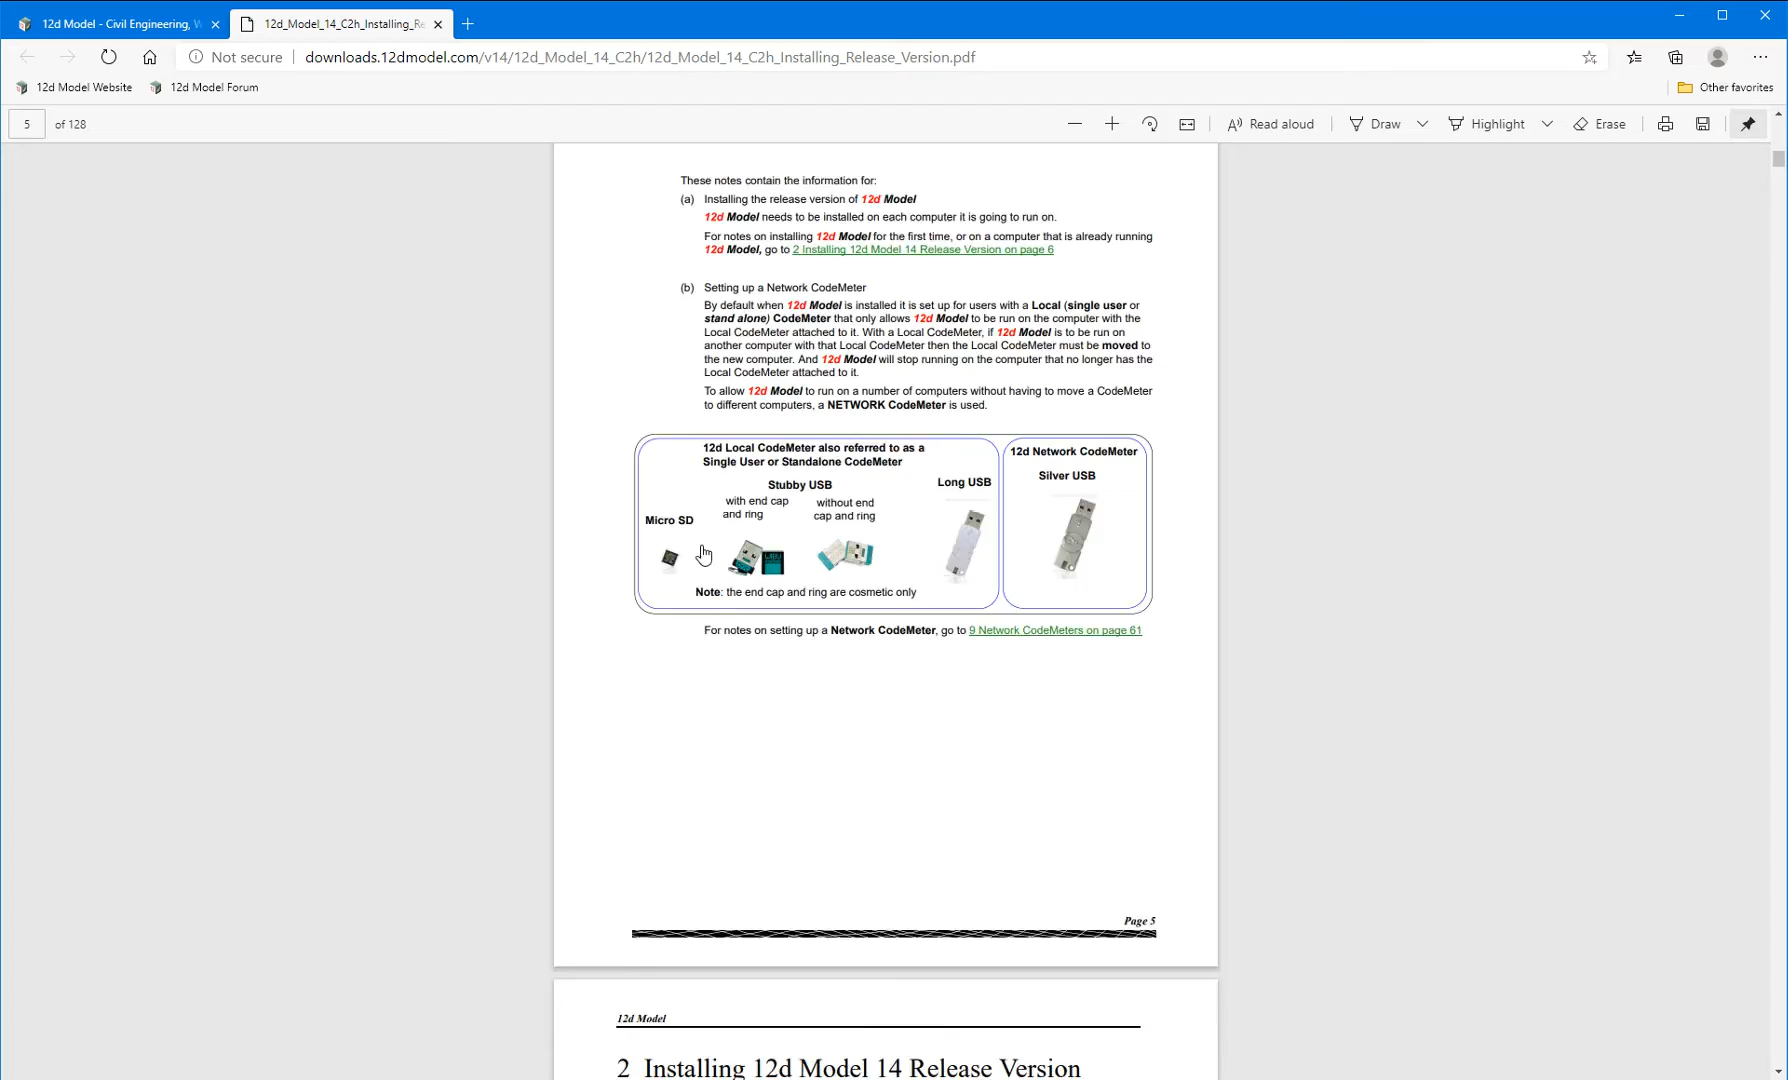 12d Model - Civil Engineering, W
12d_Model_14_C2h_Installing_Re
Not secure
downloads.12dmodel.com/v14/12d_Model_14_C2h/12d_Model_14_C2h_Installing_Release_Version.pdf
12d Model Website
12d Model Forum
Other favorites
5 of 128
Read aloud
Draw
Highlight
Erase
These notes contain the information for:
(a) Installing the release version of 12d Model
12d Model needs to be installed on each computer it is going to run on.
For notes on installing 12d Model for the first time, or on a computer that is already running
12d Model, go to 2 Installing 12d Model 14 Release Version on page 6
(b) Setting up a Network CodeMeter
By default when 12d Model is installed it is set up for users with a Local (single user or
stand alone) CodeMeter that only allows 12d Model to be run on the computer with the
Local CodeMeter attached to it. With a Local CodeMeter, if 12d Model is to be run on
another computer with that Local CodeMeter then the Local CodeMeter must be moved to
the new computer. And 12d Model will stop running on the computer that no longer has the
Local CodeMeter attached to it.
To allow 12d Model to run on a number of computers without having to move a CodeMeter
to different computers, a NETWORK CodeMeter is used.
12d Local CodeMeter also referred to as a
Single User or Standalone CodeMeter
Stubby USB
with end cap
and ring
without end
cap and ring
Micro SD
Long USB
Note: the end cap and ring are cosmetic only
12d Network CodeMeter
Silver USB
For notes on setting up a Network CodeMeter, go to 9 Network CodeMeters on page 61
Page 5
12d Model
2 Installing 12d Model 14 Release Version